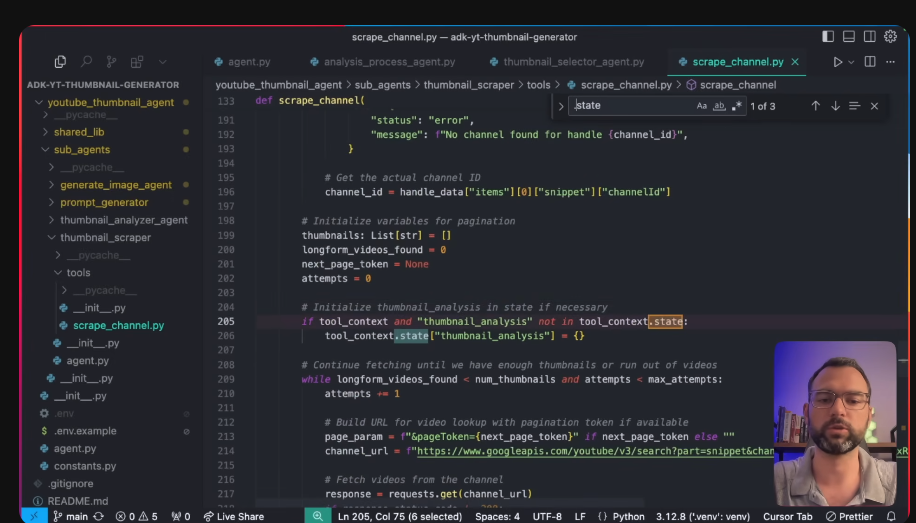 scrape_channel.py — adk-yt-thumbnail-generator
agent.py
analysis_process_agent.py
thumbnail_selector_agent.py
scrape_channel.py
ADK-YT-THUMBNAIL-GENERATOR
youtube_thumbnail_agent
__pycache__
shared_lib
sub_agents
__pycache__
generate_image_agent
prompt_generator
thumbnail_analyzer_agent
thumbnail_scraper
__pycache__
tools
__pycache__
__init__.py
scrape_channel.py
__init__.py
agent.py
__init__.py
__init__.py
.env
$ .env.example
agent.py
constants.py
.gitignore
README.md
youtube_thumbnail_agent > sub_agents > thumbnail_scraper > tools > scrape_channel.py > scrape_channel
.state
Aa ab
1 of 3
133 def scrape_channel(
191 "status": "error",
192 "message": f"No channel found for handle {channel_id}",
193 }
194
195 # Get the actual channel ID
196 channel_id = handle_data["items"][0]["snippet"]["channelId"]
197
198 # Initialize variables for pagination
199 thumbnails: List[str] = []
200 longform_videos_found = 0
201 next_page_token = None
202 attempts = 0
203
204 # Initialize thumbnail_analysis in state if necessary
205 if tool_context and "thumbnail_analysis" not in tool_context.state:
206 tool_context.state["thumbnail_analysis"] = {}
207
208 # Continue fetching until we have enough thumbnails or run out of videos
209 while longform_videos_found < num_thumbnails and attempts < max_attempts:
210 attempts += 1
211
212 # Build URL for video lookup with pagination token if available
213 page_param = f"&pageToken={next_page_token}" if next_page_token else ""
214 channel_url = f"https://www.googleapis.com/youtube/v3/search?part=snippet&chan
215
216 # Fetch videos from the channel
217 response = requests.get(channel_url)
main
0 5
0
Live Share
Ln 205, Col 75 (6 selected)
Spaces: 4
UTF-8
LF
{} Python
3.12.8 ('.venv': venv)
Cursor Tab
Prettier